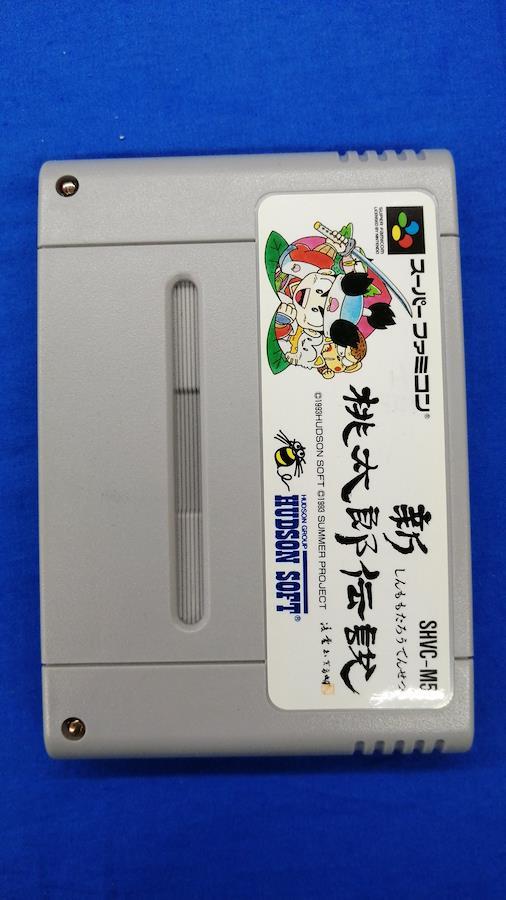 スーパーファミコン®
SUPER FAMICOM
LICENSED BY NINTENDO
SHVC-M5
新
しんももたろうでんせつ
桃太郎伝説
©1993 HUDSON SOFT ©1993 SUMMER PROJECT
HUDSON GROUP
HUDSON SOFT®